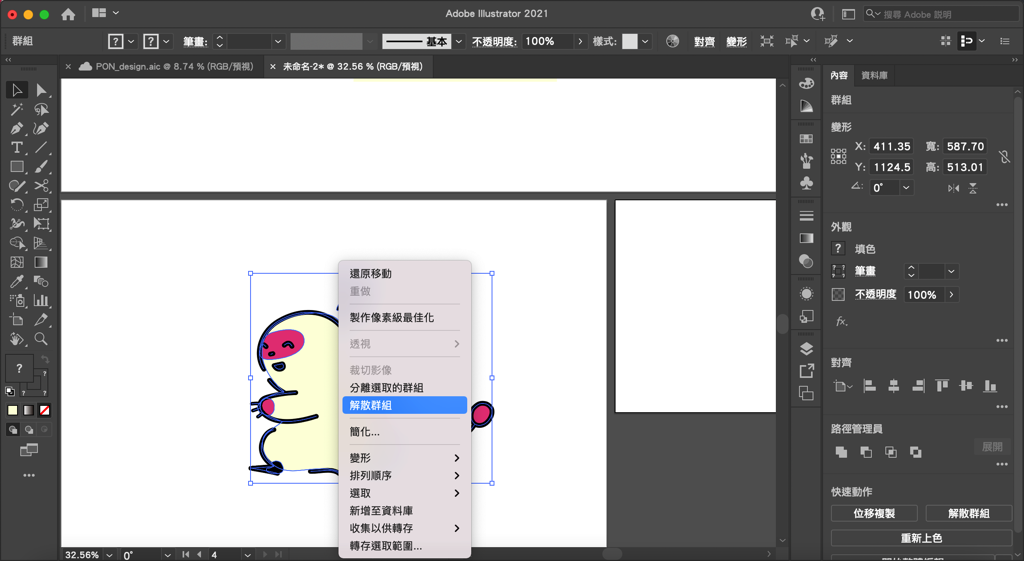 Adobe Illustrator 2021
搜尋 Adobe 說明
群組
?
?
筆畫:
基本
不透明度:
100%
樣式:
對齊
變形
× PON_design.aic @ 8.74 % (RGB/預視)
× 未命名-2* @ 32.56 % (RGB/預視)
內容
資料庫
群組
變形
X: 411.35
寬: 587.70
Y: 1124.5
高: 513.01
0°
外觀
? 填色
筆畫
不透明度
100%
fx.
對齊
路徑管理員
展開
快速動作
位移複製
解散群組
重新上色
還原移動
重做
製作像素級最佳化
透視
裁切影像
分離選取的群組
解散群組
簡化...
變形
排列順序
選取
新增至資料庫
收集以供轉存
轉存選取範圍...
?
?
?
32.56%
0°
4